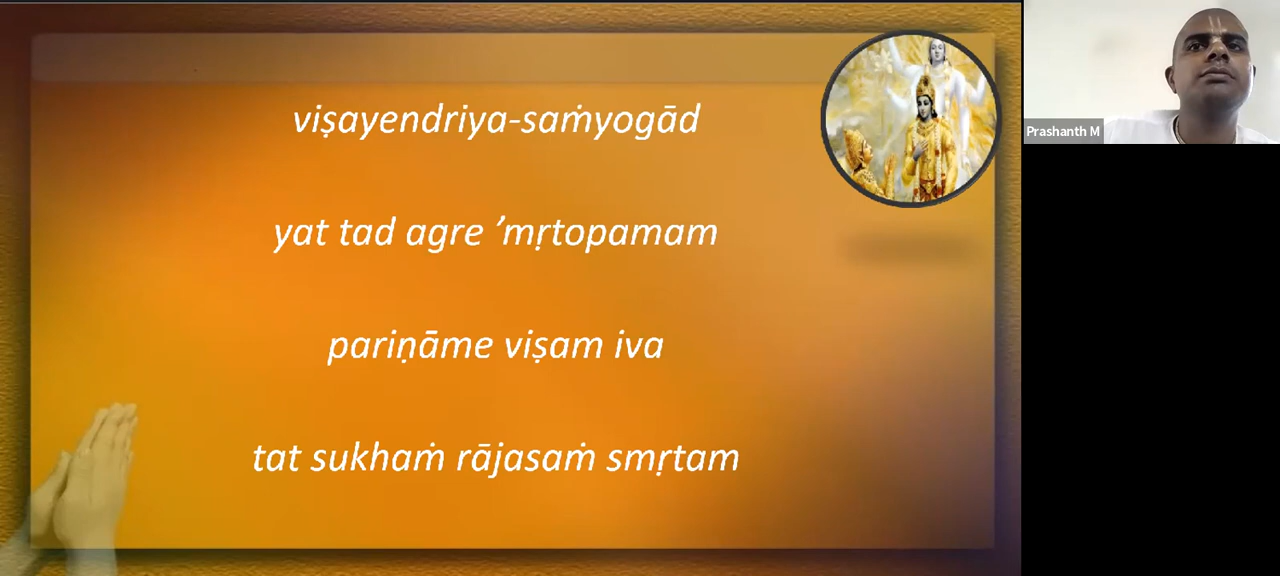 viṣayendriya-saṁyogād
yat tad agre ’mṛtopamam
pariṇāme viṣam iva
tat sukhaṁ rājasaṁ smṛtam
Prashanth M